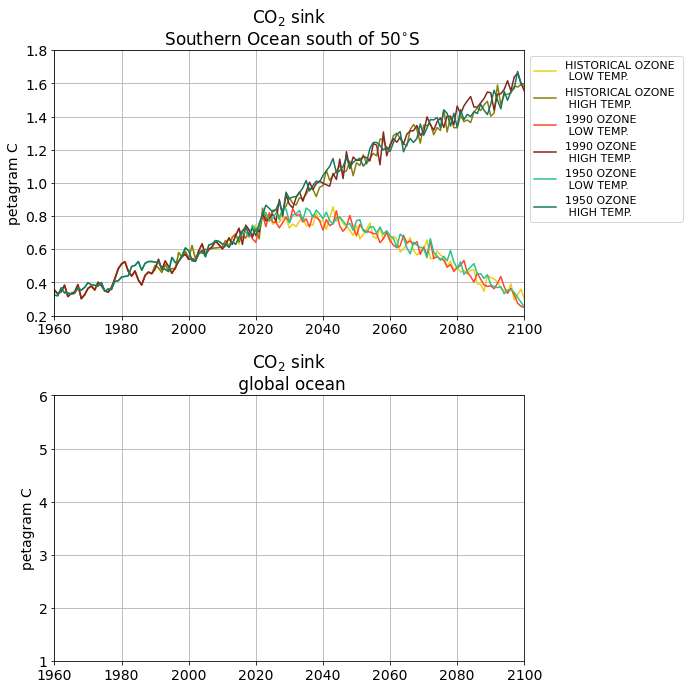 CO₂ sink
Southern Ocean south of 50°S
petagram C
1.8
1.6
1.4
1.2
1.0
0.8
0.6
0.4
0.2
1960 1980 2000 2020 2040 2060 2080 2100
HISTORICAL OZONE
LOW TEMP.
HISTORICAL OZONE
HIGH TEMP.
1990 OZONE
LOW TEMP.
1990 OZONE
HIGH TEMP.
1950 OZONE
LOW TEMP.
1950 OZONE
HIGH TEMP.
CO₂ sink
global ocean
petagram C
6
5
4
3
2
1
1960 1980 2000 2020 2040 2060 2080 2100